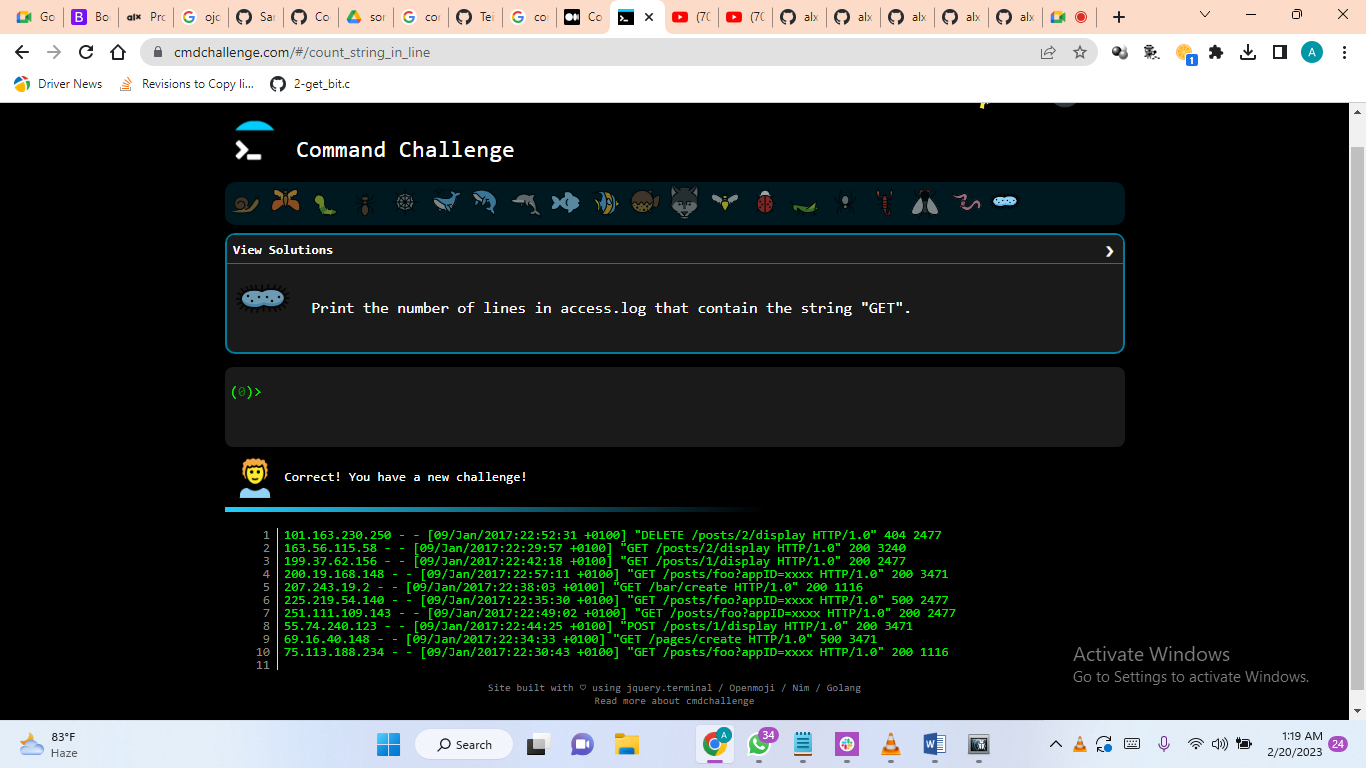 Go
Bo
alx Pro
ojo
Sar
Co
sor
cor
Tei
co
Co
(70
(70
alx
alx
alx
alx
alx
cmdchallenge.com/#/count_string_in_line
1
A
Driver News
Revisions to Copy li...
2-get_bit.c
Command Challenge
View Solutions
Print the number of lines in access.log that contain the string "GET".
(0)>
Correct! You have a new challenge!
1 101.163.230.250 - - [09/Jan/2017:22:52:31 +0100] "DELETE /posts/2/display HTTP/1.0" 404 2477
2 163.56.115.58 - - [09/Jan/2017:22:29:57 +0100] "GET /posts/2/display HTTP/1.0" 200 3240
3 199.37.62.156 - - [09/Jan/2017:22:42:18 +0100] "GET /posts/1/display HTTP/1.0" 200 2477
4 200.19.168.148 - - [09/Jan/2017:22:57:11 +0100] "GET /posts/foo?appID=xxxx HTTP/1.0" 200 3471
5 207.243.19.2 - - [09/Jan/2017:22:38:03 +0100] "GET /bar/create HTTP/1.0" 200 1116
6 225.219.54.140 - - [09/Jan/2017:22:35:30 +0100] "GET /posts/foo?appID=xxxx HTTP/1.0" 500 2477
7 251.111.109.143 - - [09/Jan/2017:22:49:02 +0100] "GET /posts/foo?appID=xxxx HTTP/1.0" 200 2477
8 55.74.240.123 - - [09/Jan/2017:22:44:25 +0100] "POST /posts/1/display HTTP/1.0" 200 3471
9 69.16.40.148 - - [09/Jan/2017:22:34:33 +0100] "GET /pages/create HTTP/1.0" 500 3471
10 75.113.188.234 - - [09/Jan/2017:22:30:43 +0100] "GET /posts/foo?appID=xxxx HTTP/1.0" 200 1116
11
Activate Windows
Go to Settings to activate Windows.
Site built with ♡ using jquery.terminal / Openmoji / Nim / Golang
Read more about cmdchallenge
83°F
Haze
Search
A
34
1:19 AM
2/20/2023
24